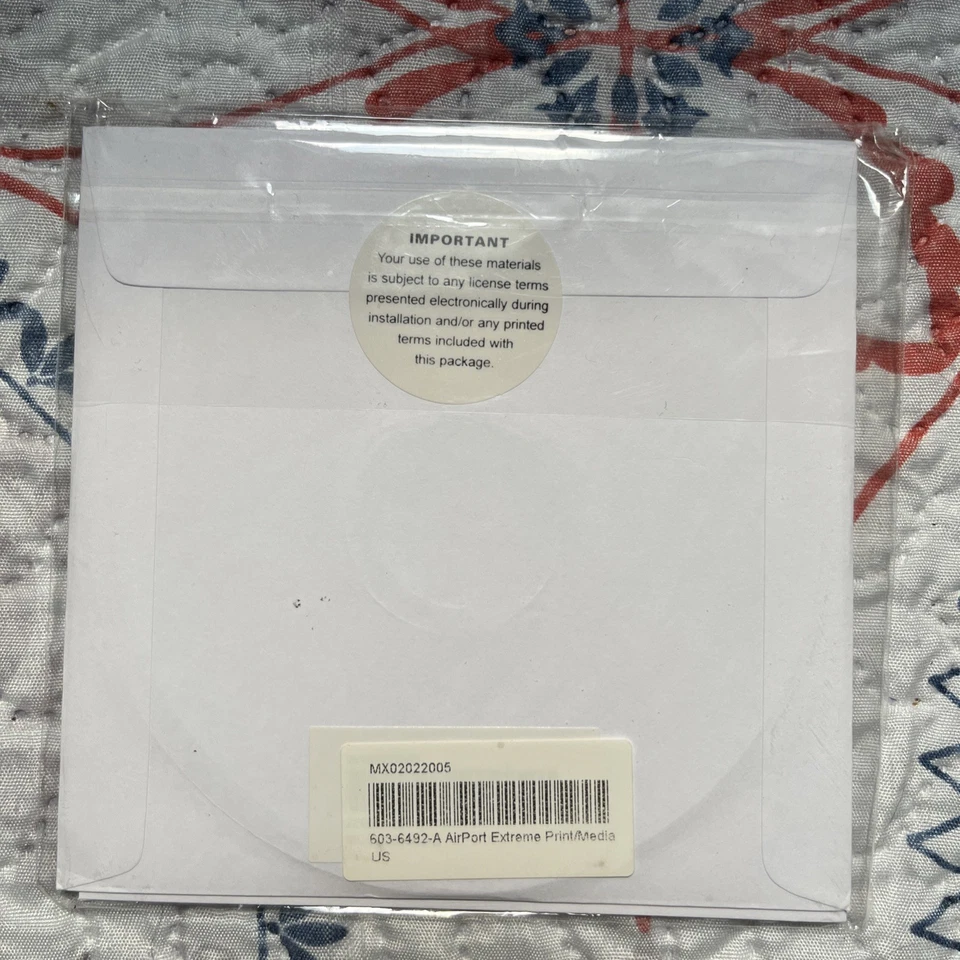 IMPORTANT
Your use of these materials
is subject to any license terms
presented electronically during
installation and/or any printed
terms included with
this package.
MX02022005
603-6492-A AirPort Extreme Print/Media
US